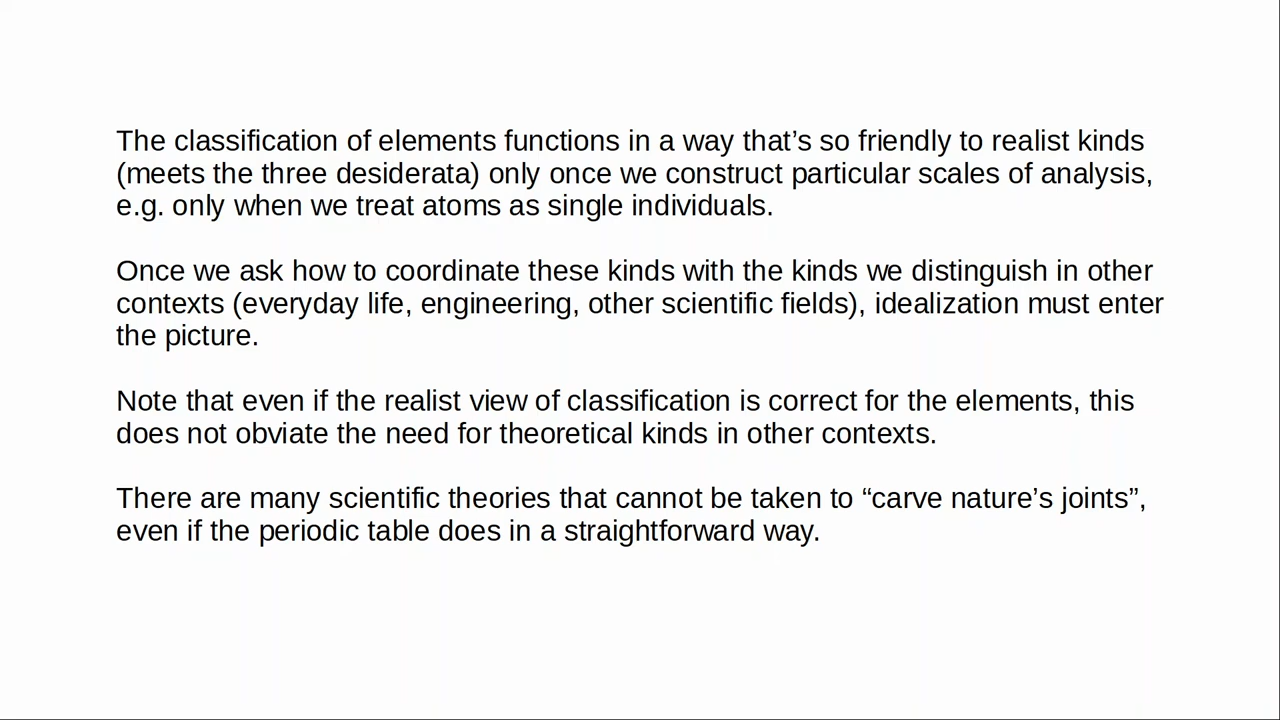 The classification of elements functions in a way that’s so friendly to realist kinds
(meets the three desiderata) only once we construct particular scales of analysis,
e.g. only when we treat atoms as single individuals.
Once we ask how to coordinate these kinds with the kinds we distinguish in other
contexts (everyday life, engineering, other scientific fields), idealization must enter
the picture.
Note that even if the realist view of classification is correct for the elements, this
does not obviate the need for theoretical kinds in other contexts.
There are many scientific theories that cannot be taken to “carve nature’s joints”,
even if the periodic table does in a straightforward way.